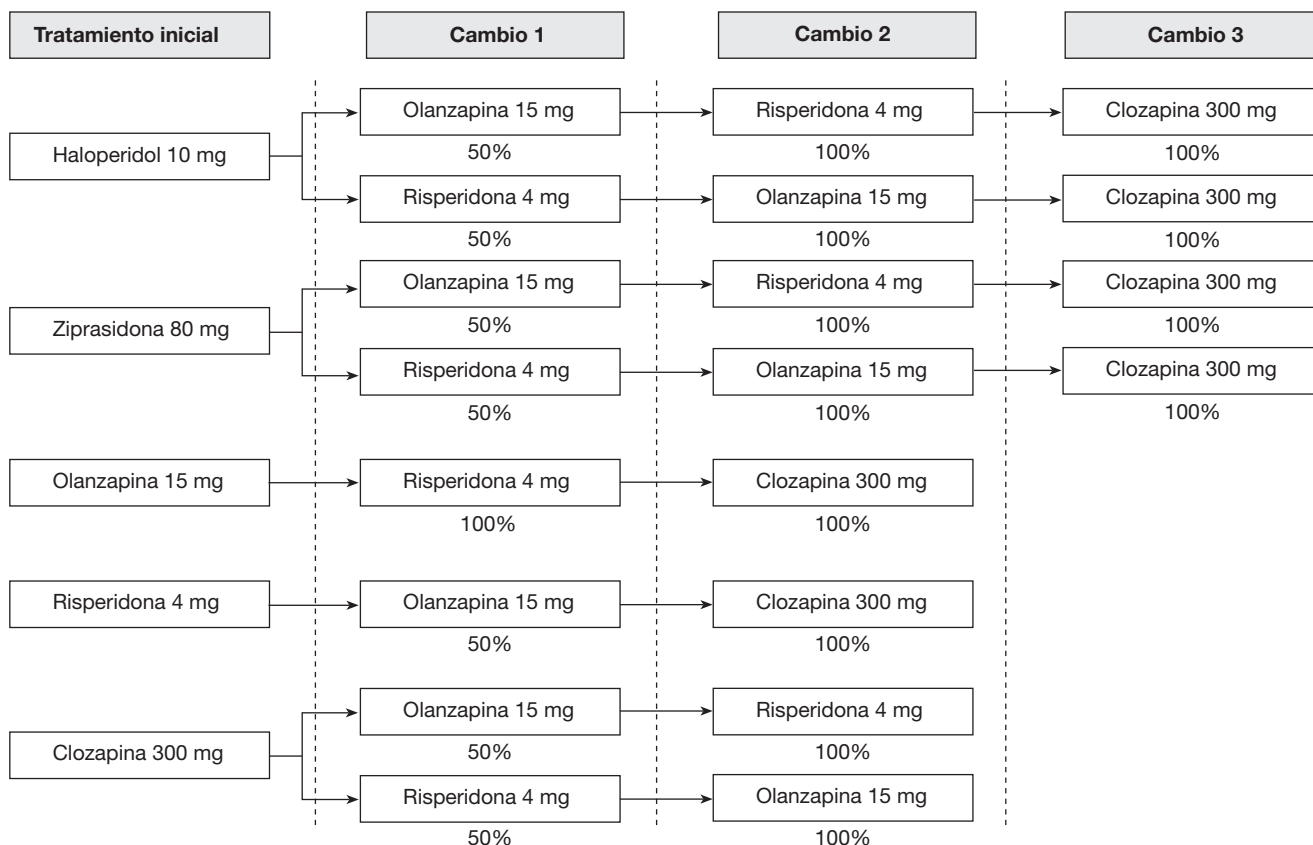 Tratamiento inicial
Cambio 1
Cambio 2
Cambio 3
Haloperidol 10 mg
Olanzapina 15 mg
50%
Risperidona 4 mg
100%
Clozapina 300 mg
100%
Risperidona 4 mg
50%
Olanzapina 15 mg
100%
Clozapina 300 mg
100%
Ziprasidona 80 mg
Olanzapina 15 mg
50%
Risperidona 4 mg
100%
Clozapina 300 mg
100%
Risperidona 4 mg
50%
Olanzapina 15 mg
100%
Clozapina 300 mg
100%
Olanzapina 15 mg
Risperidona 4 mg
100%
Clozapina 300 mg
100%
Risperidona 4 mg
Olanzapina 15 mg
50%
Clozapina 300 mg
100%
Clozapina 300 mg
Olanzapina 15 mg
50%
Risperidona 4 mg
100%
Risperidona 4 mg
50%
Olanzapina 15 mg
100%